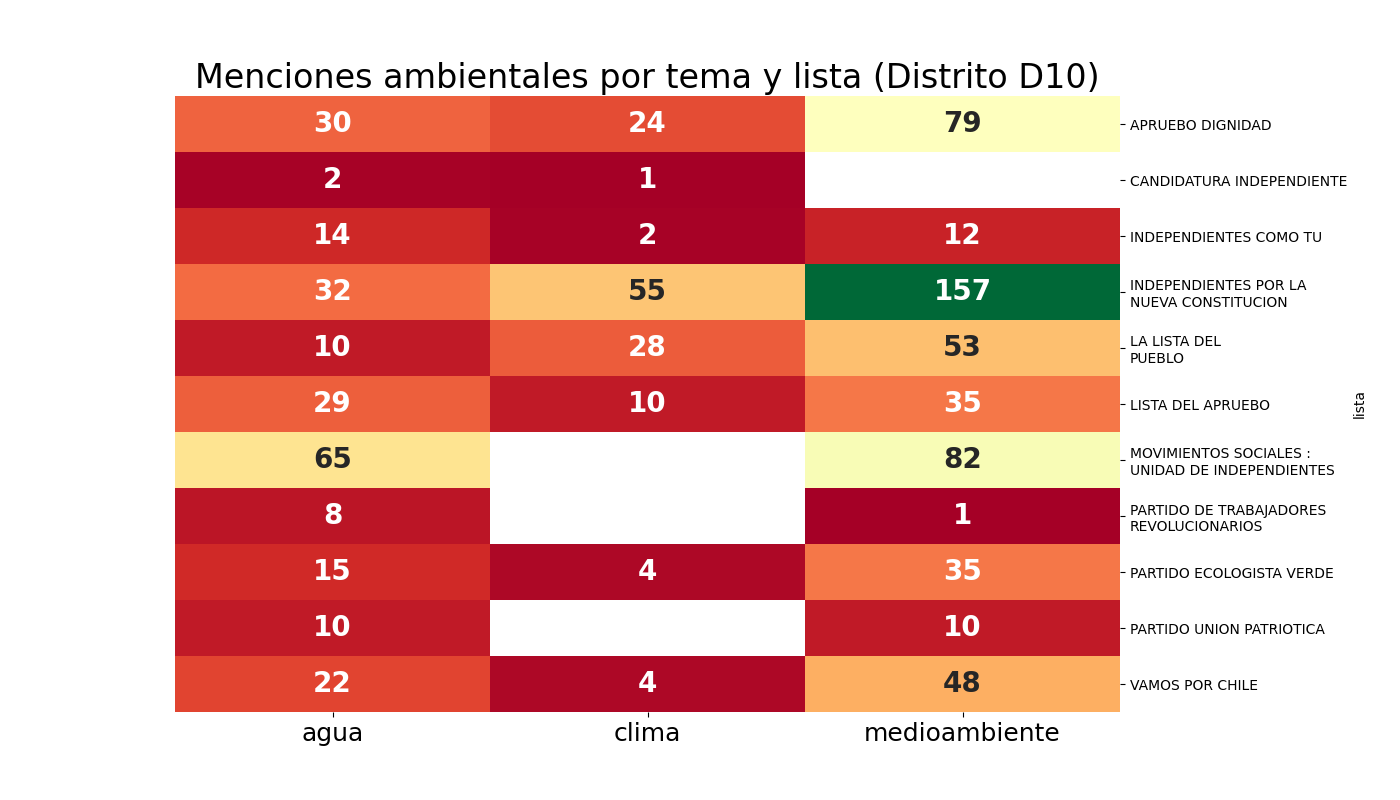 Menciones ambientales por tema y lista (Distrito D10)
30 24 79 APRUEBO DIGNIDAD
2 1 CANDIDATURA INDEPENDIENTE
14 2 12 INDEPENDIENTES COMO TU
32 55 157 INDEPENDIENTES POR LA
NUEVA CONSTITUCION
10 28 53 LA LISTA DEL
PUEBLO
29 10 35 LISTA DEL APRUEBO
lista
65 82 MOVIMIENTOS SOCIALES :
UNIDAD DE INDEPENDIENTES
8 1 PARTIDO DE TRABAJADORES
REVOLUCIONARIOS
15 4 35 PARTIDO ECOLOGISTA VERDE
10 10 PARTIDO UNION PATRIOTICA
22 4 48 VAMOS POR CHILE
agua clima medioambiente